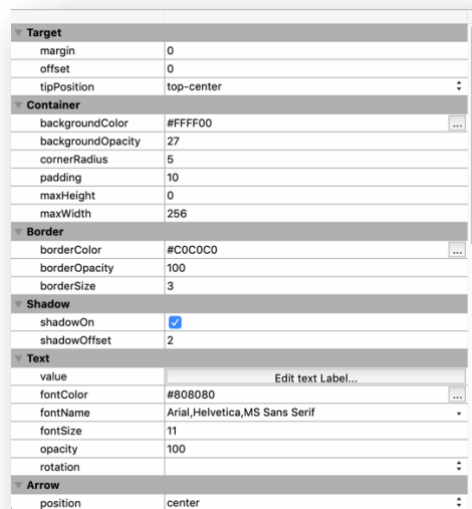 Target
margin 0
offset 0
tipPosition top-center
Container
backgroundColor #FFFF00 ...
backgroundOpacity 27
cornerRadius 5
padding 10
maxHeight 0
maxWidth 256
Border
borderColor #C0C0C0 ...
borderOpacity 100
borderSize 3
Shadow
shadowOn
shadowOffset 2
Text
value Edit text Label...
fontColor #808080 ...
fontName Arial,Helvetica,MS Sans Serif
fontSize 11
opacity 100
rotation
Arrow
position center